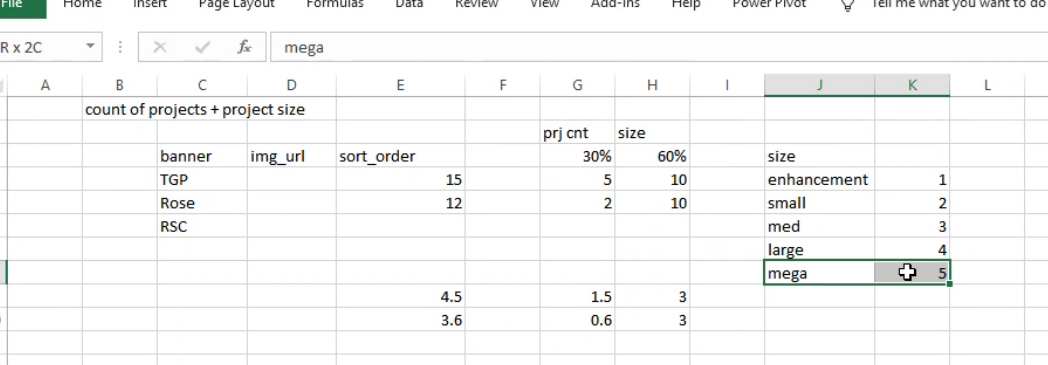 File Home Insert Page Layout Formulas Data Review View Add-ins Help Power Pivot Tell me what you want to do
R x 2C fx mega
A B C D E F G H I J K L
count of projects + project size
prj cnt size
banner img_url sort_order 30% 60% size
TGP 15 5 10 enhancement 1
Rose 12 2 10 small 2
RSC med 3
large 4
mega 5
4.5 1.5 3
3.6 0.6 3